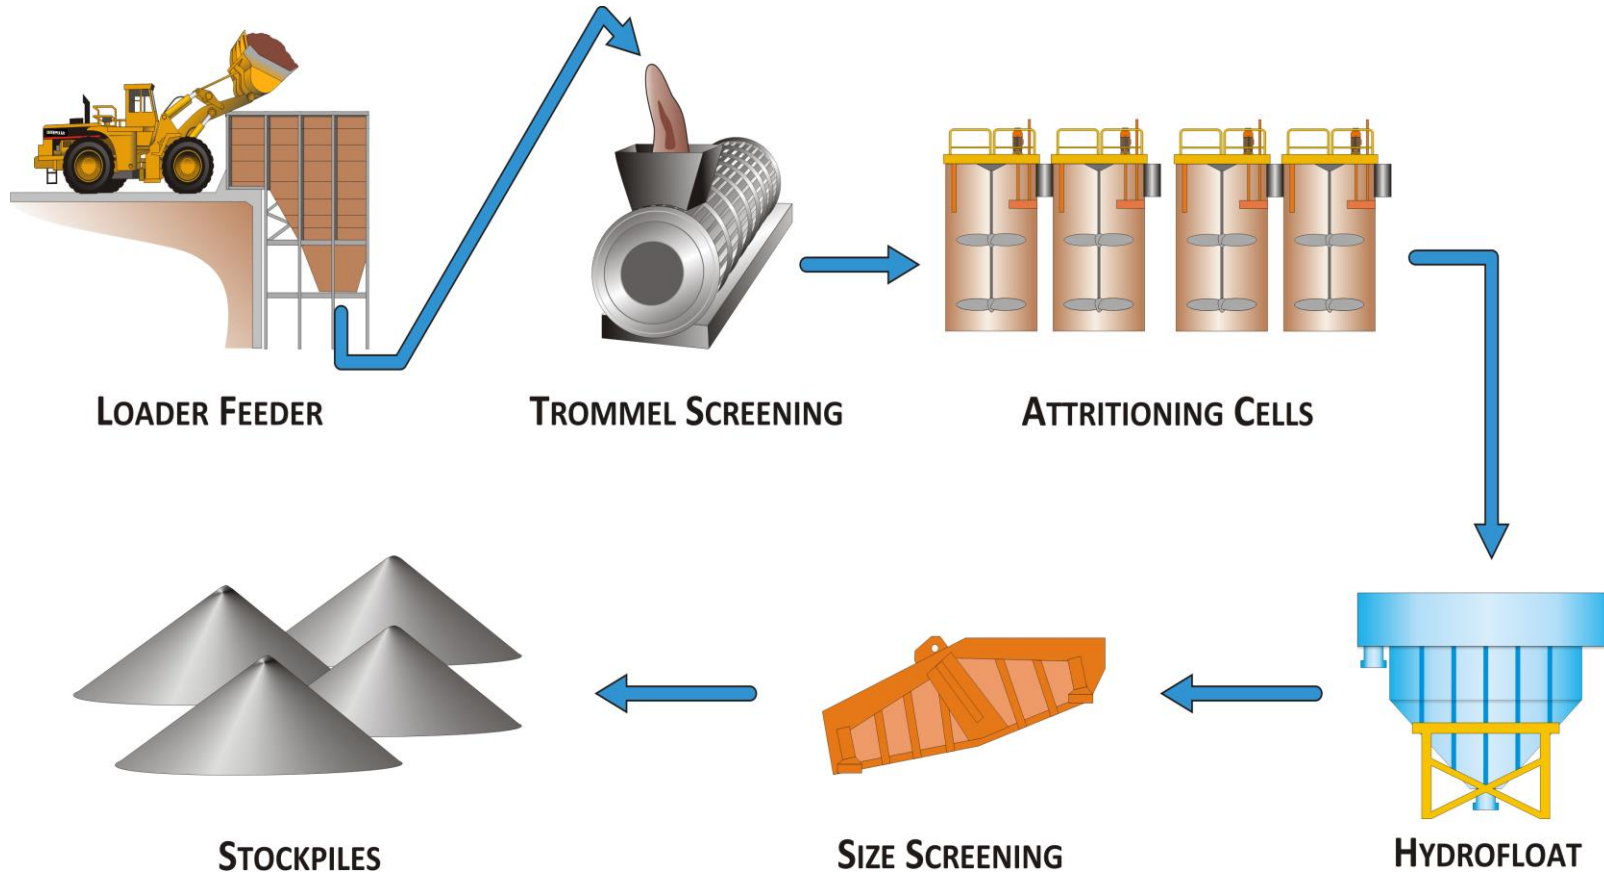 LOADER FEEDER
TROMMEL SCREENING
ATTRITIONING CELLS
STOCKPILES
SIZE SCREENING
HYDROFLOAT